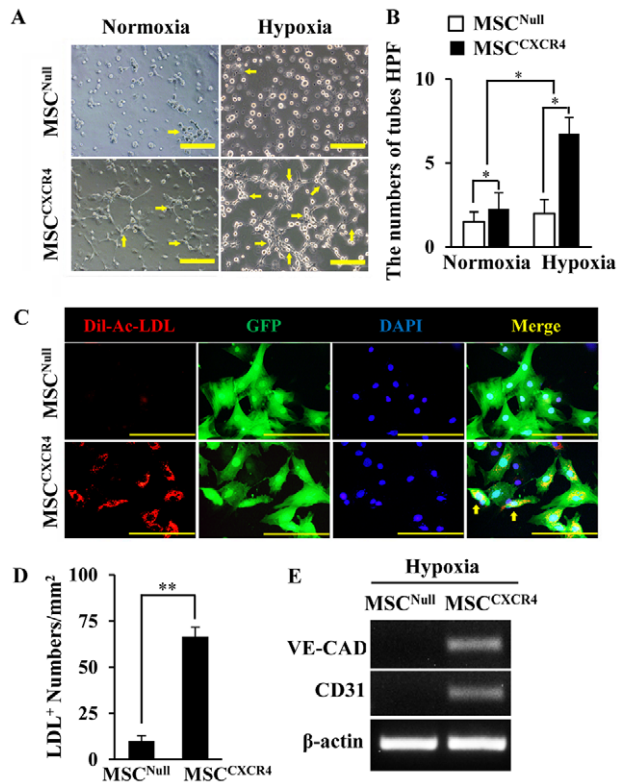 A
Normoxia Hypoxia
MSCNull
MSCCXCR4
B
MSCNull
MSCCXCR4
The numbers of tubes HPF
10
5
0
*
*
*
Normoxia Hypoxia
C
Dil-Ac-LDL GFP DAPI Merge
MSCNull
MSCCXCR4
D
LDL+ Numbers/mm2
100
75
50
25
0
**
MSCNull MSCCXCR4
E
Hypoxia
MSCNull MSCCXCR4
VE-CAD
CD31
β-actin